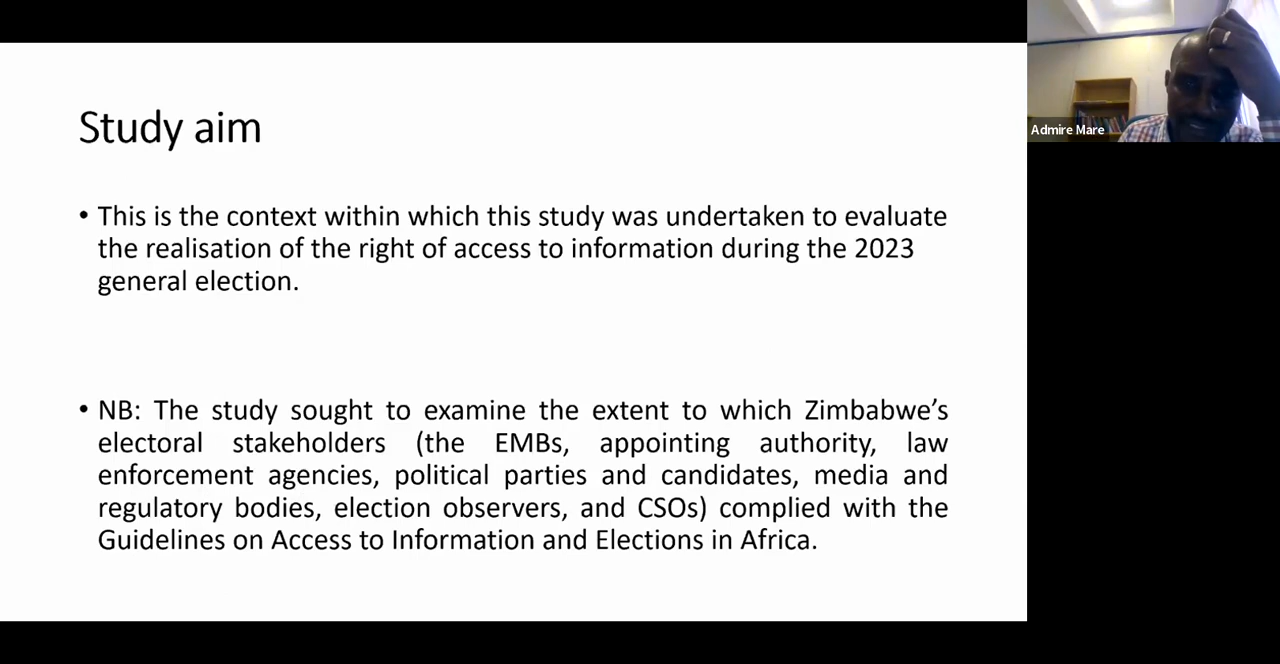 Study aim
• This is the context within which this study was undertaken to evaluate
the realisation of the right of access to information during the 2023
general election.
• NB: The study sought to examine the extent to which Zimbabwe’s
electoral stakeholders (the EMBs, appointing authority, law
enforcement agencies, political parties and candidates, media and
regulatory bodies, election observers, and CSOs) complied with the
Guidelines on Access to Information and Elections in Africa.
Admire Mare